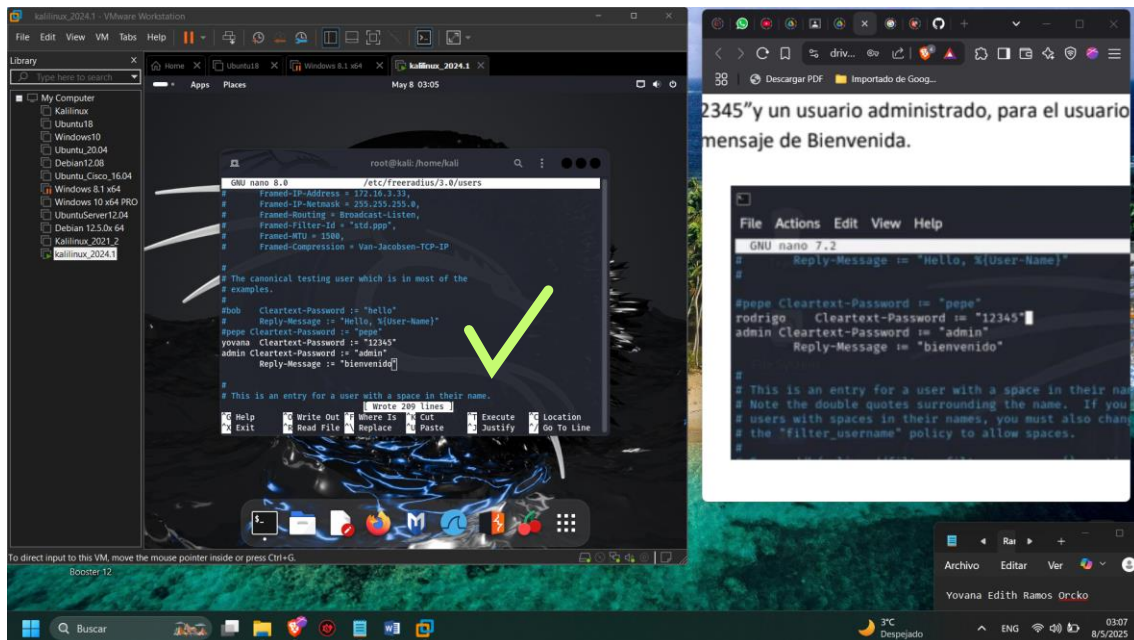 kalilinux_2024.1 - VMware Workstation
File Edit View VM Tabs Help
Library
Type here to search
My Computer
Kalilinux
Ubuntu18
Windows10
Ubuntu_20.04
Debian12.08
Ubuntu_Cisco_16.04
Windows 8.1 x64
Windows 10 x64 PRO
UbuntuServer12.04
Debian 12.5.0x 64
Kalilinux_2021_2
kalilinux_2024.1
Home Ubuntu18 Windows 8.1 x64 kalilinux_2024.1
Apps Places May 8 03:05
root@kali: /home/kali
GNU nano 8.0 /etc/freeradius/3.0/users
# Framed-IP-Address = 172.16.3.33,
# Framed-IP-Netmask = 255.255.255.0,
# Framed-Routing = Broadcast-Listen,
# Framed-Filter-Id = "std.ppp",
# Framed-MTU = 1500,
# Framed-Compression = Van-Jacobsen-TCP-IP
#
# The canonical testing user which is in most of the
# examples.
#
#bob Cleartext-Password := "hello"
# Reply-Message := "Hello, %{User-Name}"
#pepe Cleartext-Password := "pepe"
yovana Cleartext-Password := "12345"
admin Cleartext-Password := "admin"
Reply-Message := "bienvenido"
#
# This is an entry for a user with a space in their name.
[ Wrote 209 lines ]
^G Help ^O Write Out ^F Where Is ^K Cut ^T Execute ^C Location
^X Exit ^R Read File ^\ Replace ^U Paste ^J Justify ^/ Go To Line
To direct input to this VM, move the mouse pointer inside or press Ctrl+G.
Booster 12
driv...
Descargar PDF Importado de Goog...
2345"y un usuario administrado, para el usuario
mensaje de Bienvenida.
File Actions Edit View Help
GNU nano 7.2
# Reply-Message := "Hello, %{User-Name}"
#
#pepe Cleartext-Password := "pepe"
rodrigo Cleartext-Password := "12345"
admin Cleartext-Password := "admin"
Reply-Message := "bienvenido"
#
# This is an entry for a user with a space in their nam
# Note the double quotes surrounding the name. If you
# users with spaces in their names, you must also chan
# the "filter_username" policy to allow spaces.
#
Rar
Archivo Editar Ver
Yovana Edith Ramos Orcko
Buscar
3°C
Despejado
ENG
03:07
8/5/2025